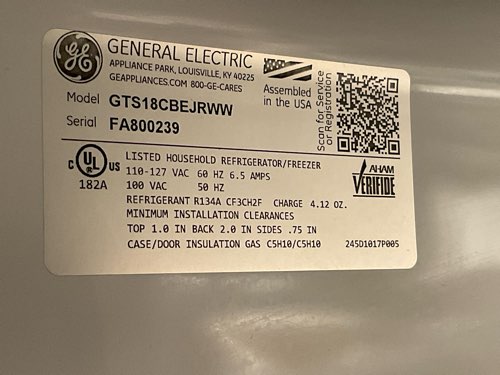 GENERAL ELECTRIC
APPLIANCE PARK, LOUISVILLE, KY 40225
GEAPPLIANCES.COM 800-GE-CARES
Model GTS18CBEJRWW
Serial FA800239
Assembled
in the USA
Scan for Service
or Registration
C UL US
182A
LISTED HOUSEHOLD REFRIGERATOR/FREEZER
110-127 VAC 60 HZ 6.5 AMPS
100 VAC 50 HZ
REFRIGERANT R134A CF3CH2F CHARGE 4.12 OZ.
MINIMUM INSTALLATION CLEARANCES
TOP 1.0 IN BACK 2.0 IN SIDES .75 IN
CASE/DOOR INSULATION GAS C5H10/C5H10
AHAM
VERIFIDE
245D1017P005